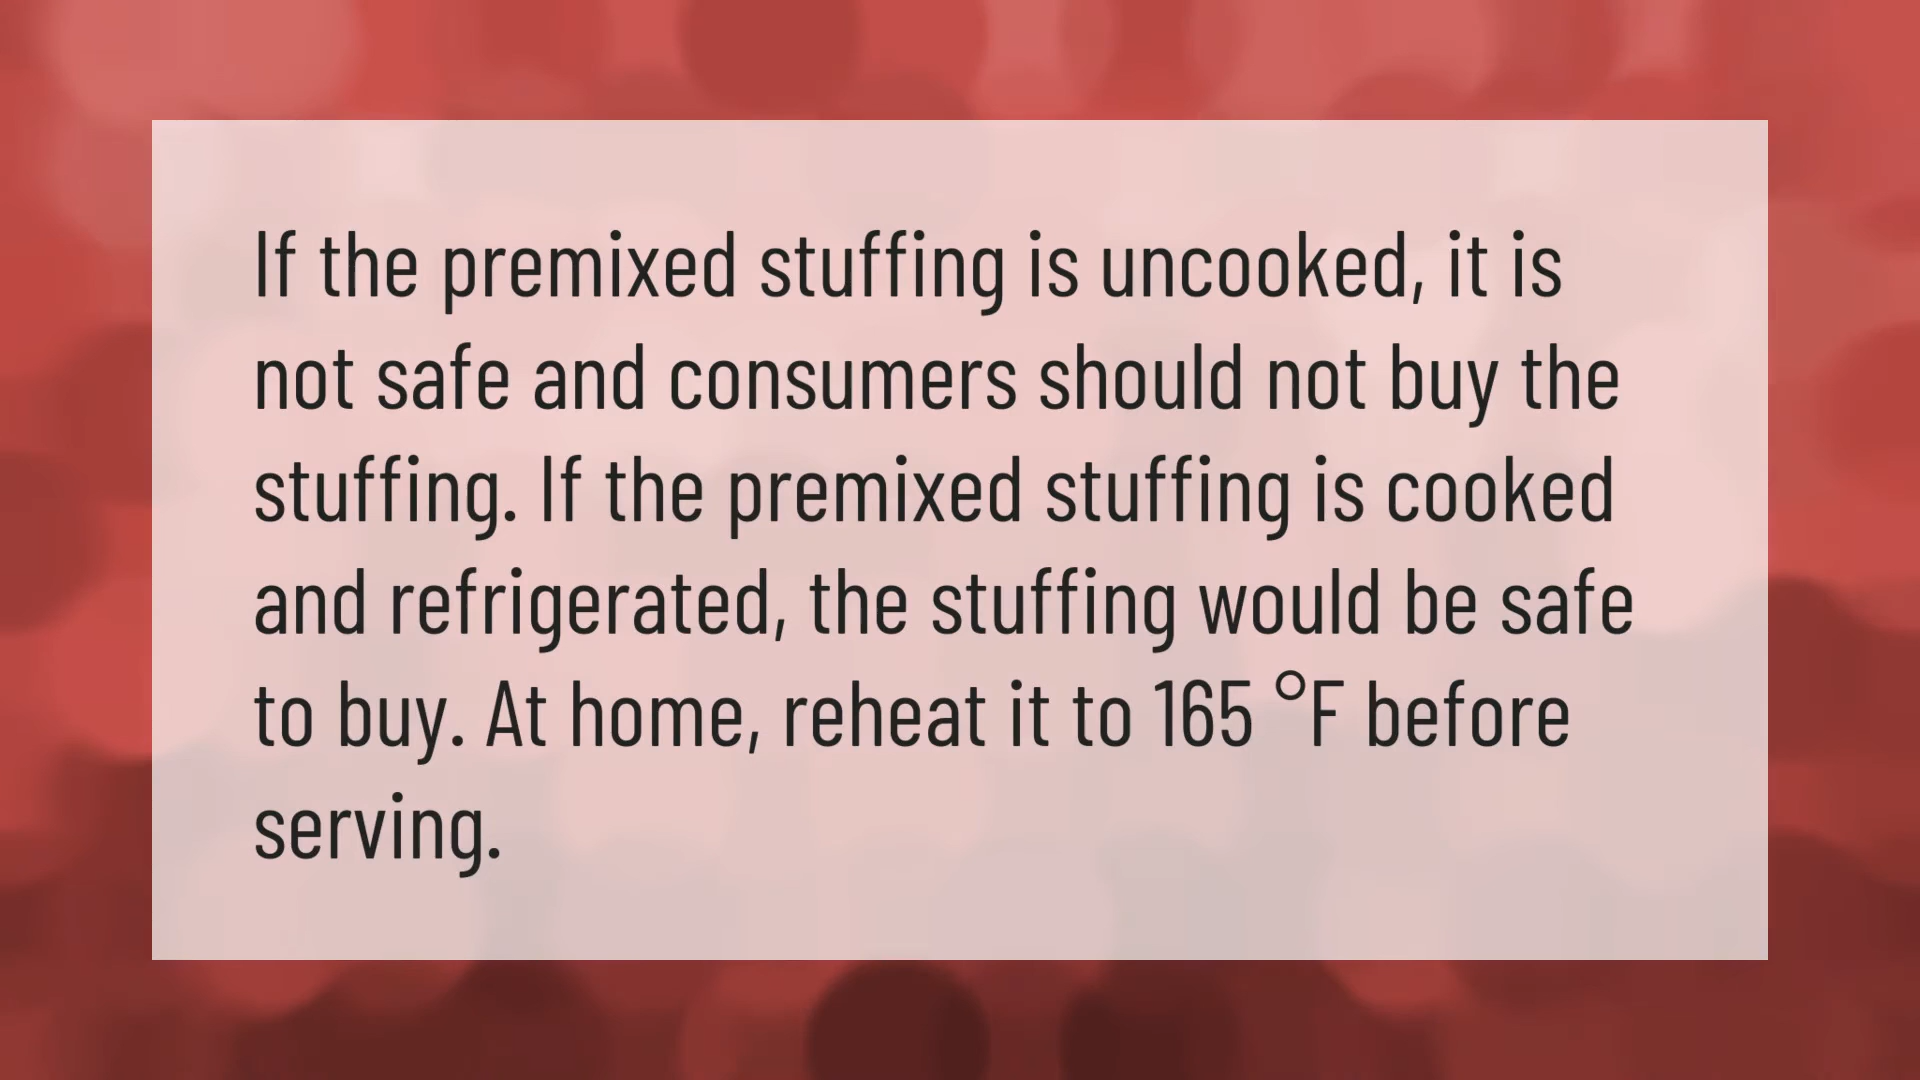 If the premixed stuffing is uncooked, it is
not safe and consumers should not buy the
stuffing. If the premixed stuffing is cooked
and refrigerated, the stuffing would be safe
to buy. At home, reheat it to 165 °F before
serving.